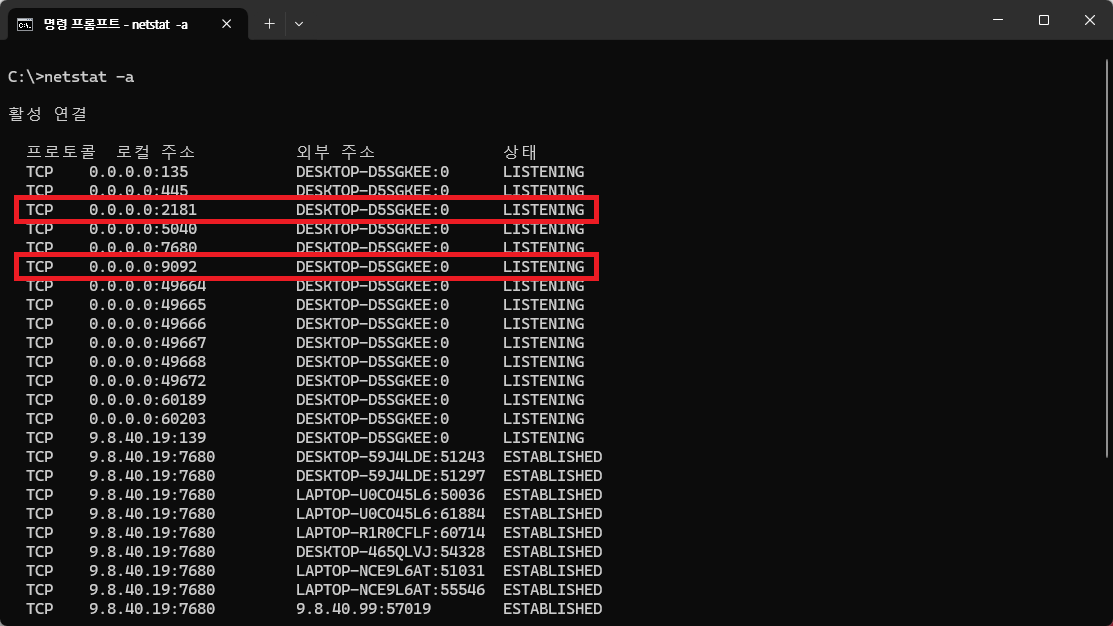 명령 프롬프트 - netstat -a
C:\>netstat -a
활성 연결
프로토콜 로컬 주소 외부 주소 상태
TCP 0.0.0.0:135 DESKTOP-D5SGKEE:0 LISTENING
TCP 0.0.0.0:445 DESKTOP-D5SGKEE:0 LISTENING
TCP 0.0.0.0:2181 DESKTOP-D5SGKEE:0 LISTENING
TCP 0.0.0.0:5040 DESKTOP-D5SGKEE:0 LISTENING
TCP 0.0.0.0:7680 DESKTOP-D5SGKEE:0 LISTENING
TCP 0.0.0.0:9092 DESKTOP-D5SGKEE:0 LISTENING
TCP 0.0.0.0:49664 DESKTOP-D5SGKEE:0 LISTENING
TCP 0.0.0.0:49665 DESKTOP-D5SGKEE:0 LISTENING
TCP 0.0.0.0:49666 DESKTOP-D5SGKEE:0 LISTENING
TCP 0.0.0.0:49667 DESKTOP-D5SGKEE:0 LISTENING
TCP 0.0.0.0:49668 DESKTOP-D5SGKEE:0 LISTENING
TCP 0.0.0.0:49672 DESKTOP-D5SGKEE:0 LISTENING
TCP 0.0.0.0:60189 DESKTOP-D5SGKEE:0 LISTENING
TCP 0.0.0.0:60203 DESKTOP-D5SGKEE:0 LISTENING
TCP 9.8.40.19:139 DESKTOP-D5SGKEE:0 LISTENING
TCP 9.8.40.19:7680 DESKTOP-59J4LDE:51243 ESTABLISHED
TCP 9.8.40.19:7680 DESKTOP-59J4LDE:51297 ESTABLISHED
TCP 9.8.40.19:7680 LAPTOP-U0CO45L6:50036 ESTABLISHED
TCP 9.8.40.19:7680 LAPTOP-U0CO45L6:61884 ESTABLISHED
TCP 9.8.40.19:7680 LAPTOP-R1R0CFLF:60714 ESTABLISHED
TCP 9.8.40.19:7680 DESKTOP-465QLVJ:54328 ESTABLISHED
TCP 9.8.40.19:7680 LAPTOP-NCE9L6AT:51031 ESTABLISHED
TCP 9.8.40.19:7680 LAPTOP-NCE9L6AT:55546 ESTABLISHED
TCP 9.8.40.19:7680 9.8.40.99:57019 ESTABLISHED